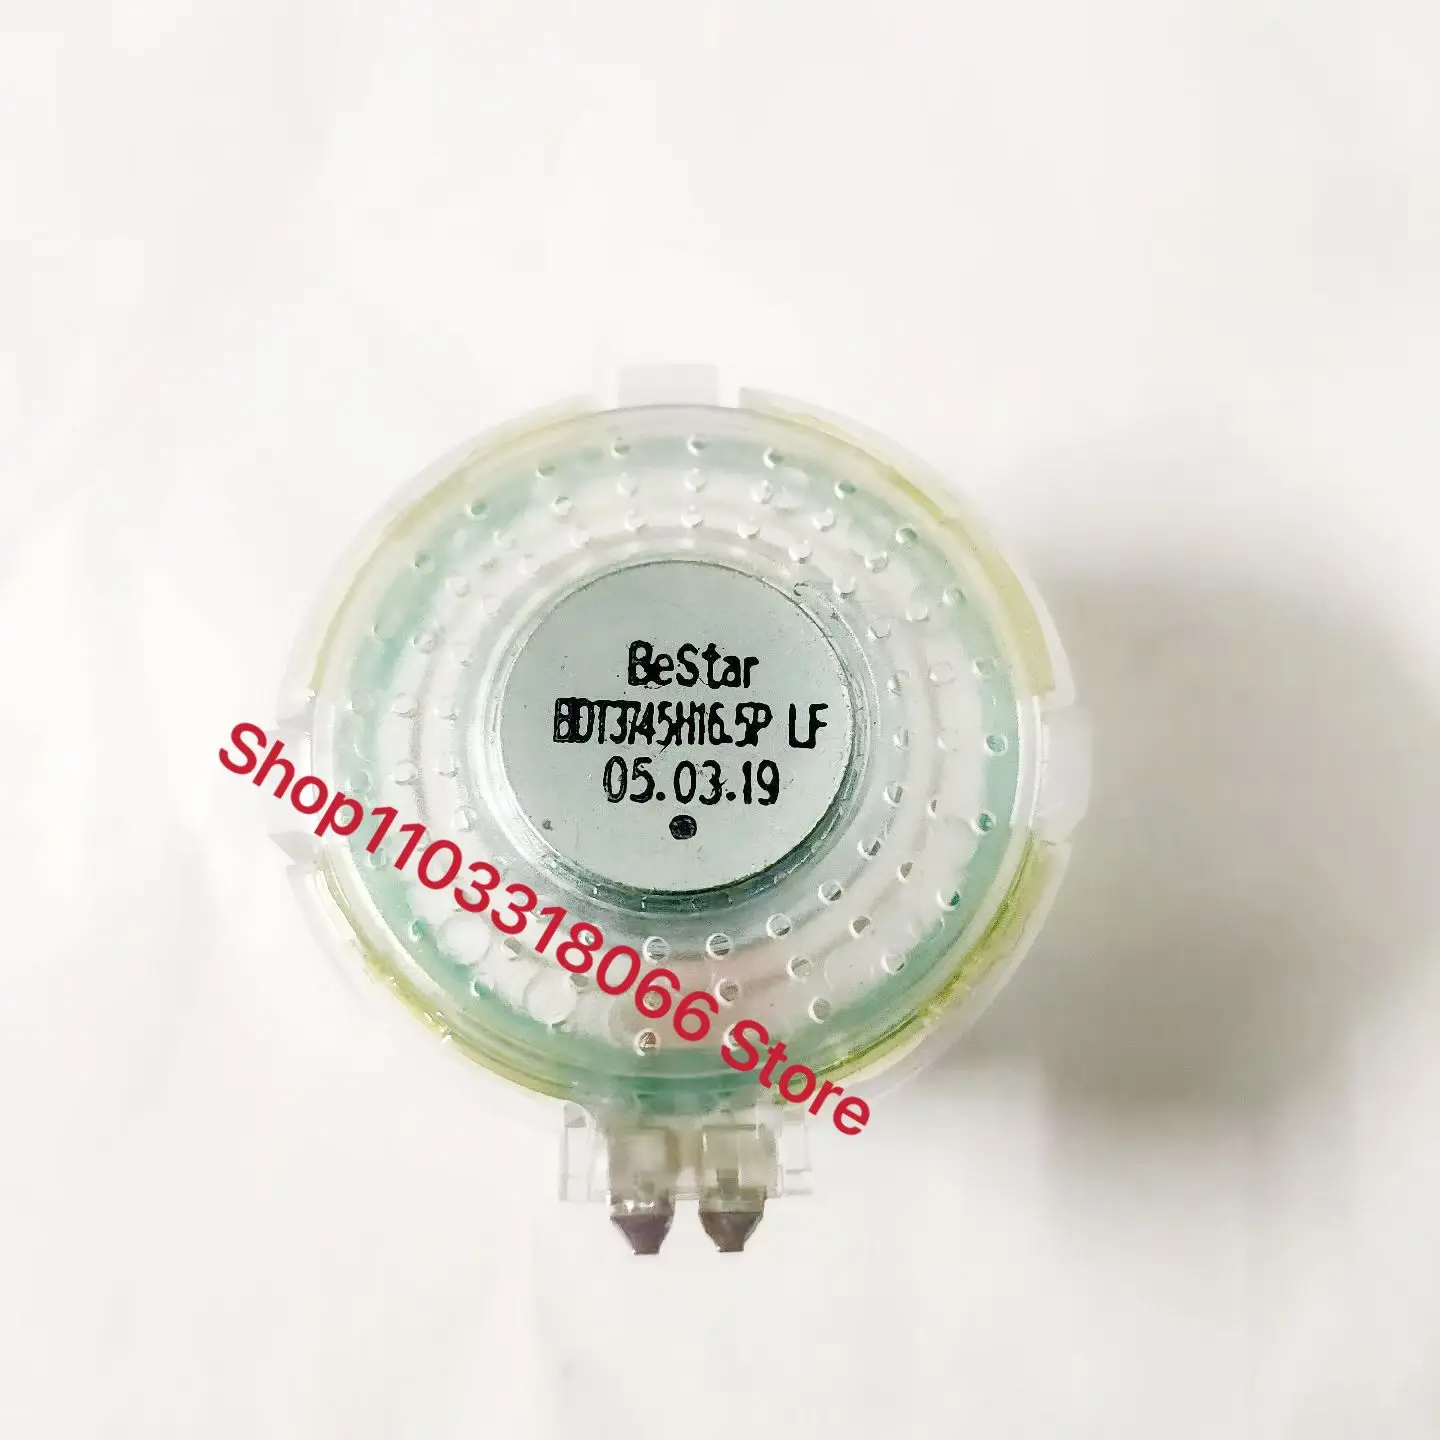 BeStar
BDT3745H16.5P LF
05.03.19
Shop1103318066 Store